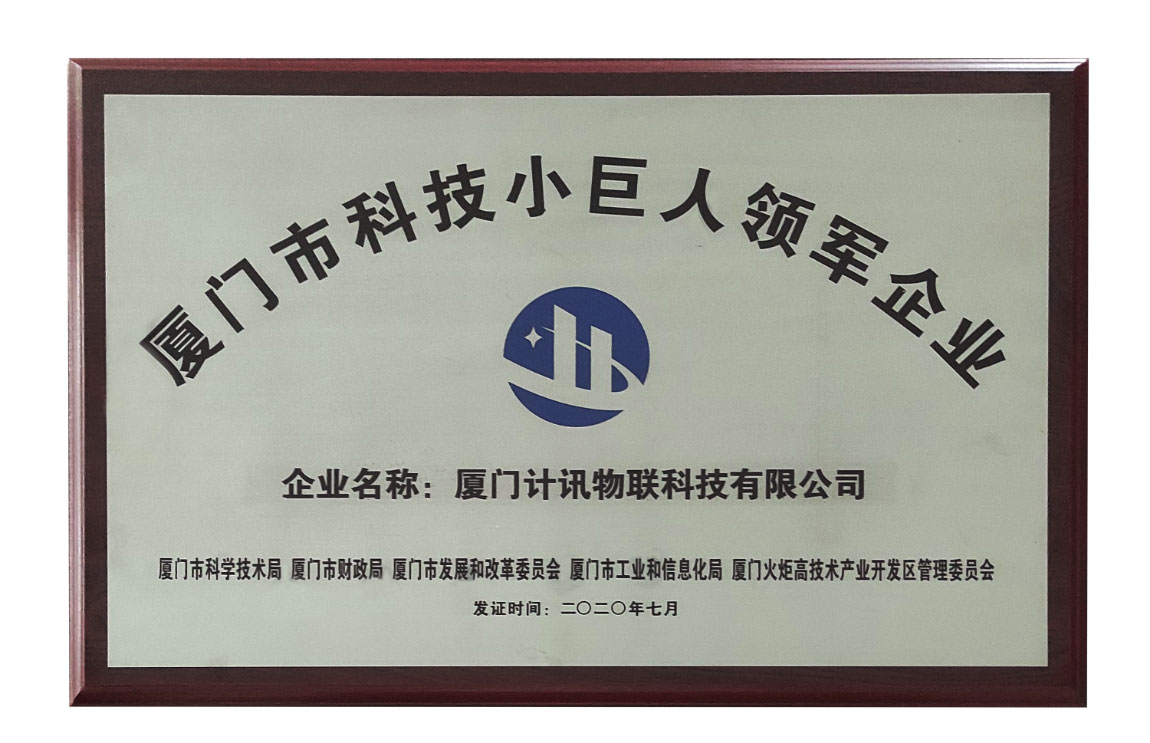 厦门市科技小巨人领军企业
企业名称：厦门计讯物联科技有限公司
厦门市科学技术局 厦门市财政局 厦门市发展和改革委员会 厦门市工业和信息化局 厦门火炬高技术产业开发区管理委员会
发证时间：二〇二〇年七月